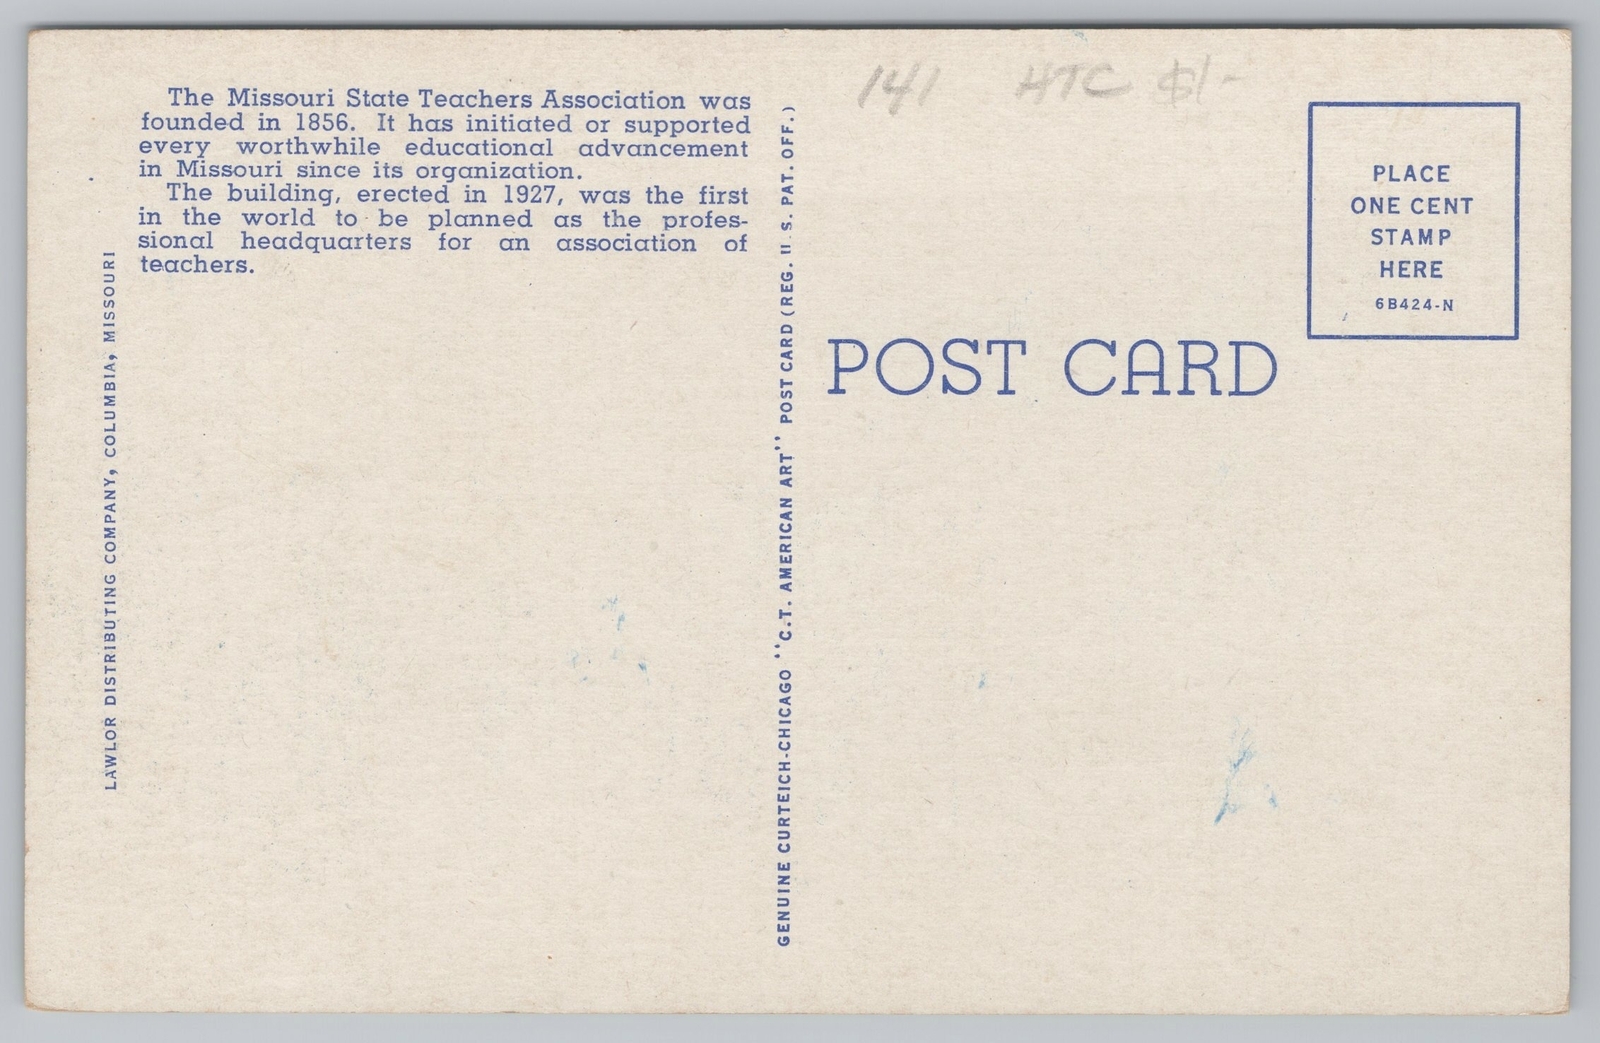 141 HTC $1-
The Missouri State Teachers Association was
founded in 1856. It has initiated or supported
every worthwhile educational advancement
in Missouri since its organization.
The building, erected in 1927, was the first
in the world to be planned as the profes-
sional headquarters for an association of
teachers.
LAWLOR DISTRIBUTING COMPANY, COLUMBIA, MISSOURI
GENUINE CURTEICH-CHICAGO "C.T. AMERICAN ART" POST CARD (REG. U. S. PAT. OFF.)
PLACE
ONE CENT
STAMP
HERE
6B424-N
POST CARD